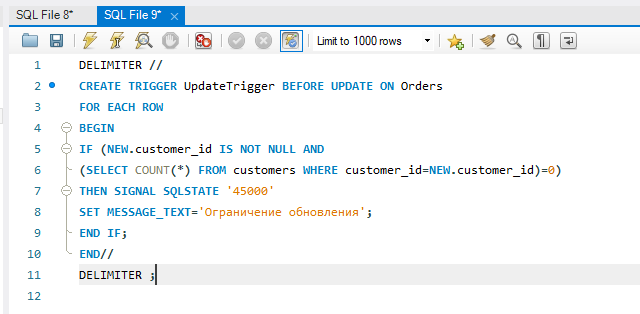 SQL File 8* SQL File 9*
Limit to 1000 rows
1 DELIMITER //
2 CREATE TRIGGER UpdateTrigger BEFORE UPDATE ON Orders
3 FOR EACH ROW
4 BEGIN
5 IF (NEW.customer_id IS NOT NULL AND
6 (SELECT COUNT(*) FROM customers WHERE customer_id=NEW.customer_id)=0)
7 THEN SIGNAL SQLSTATE '45000'
8 SET MESSAGE_TEXT='Ограничение обновления';
9 END IF;
10 END//
11 DELIMITER ;
12